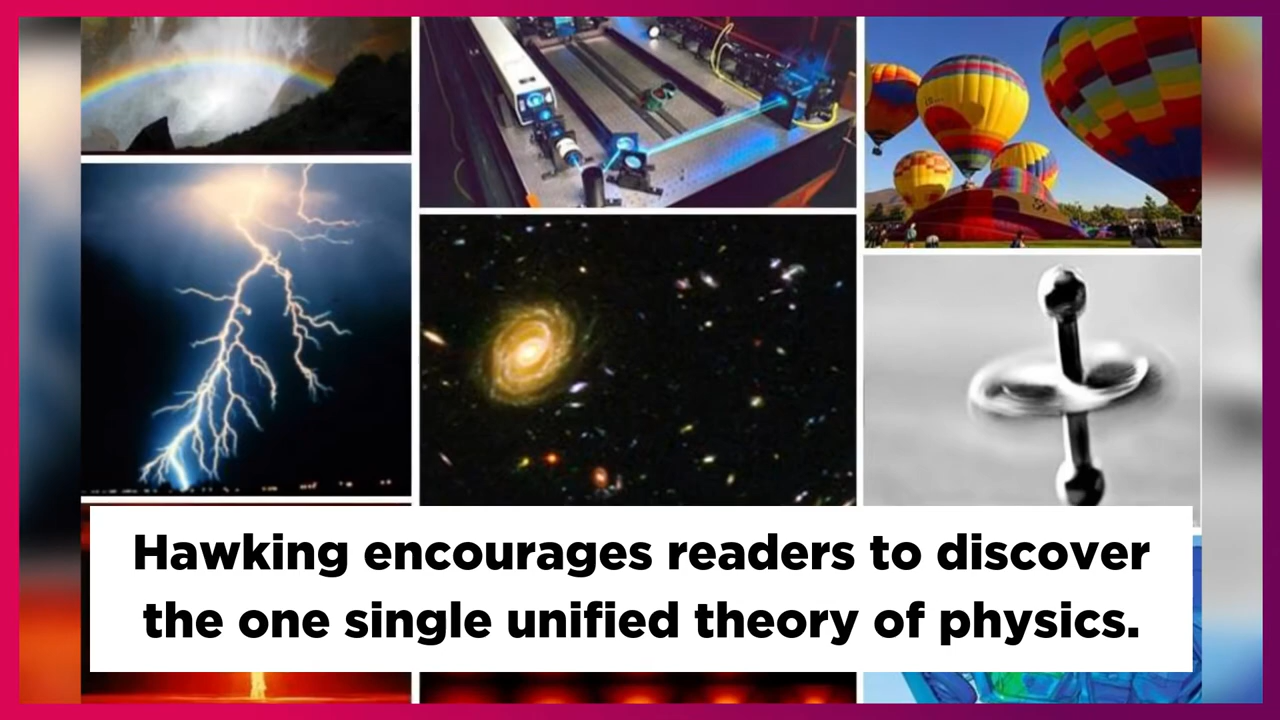 Hawking encourages readers to discover
the one single unified theory of physics.